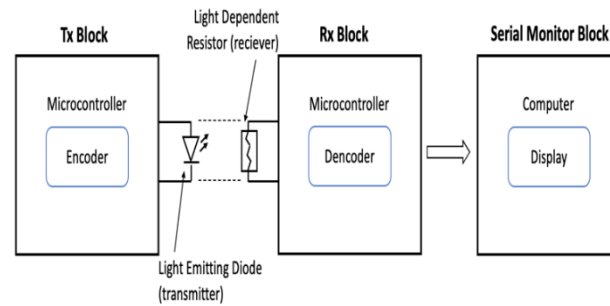 Tx Block
Light Dependent
Resistor (reciever)
Rx Block
Serial Monitor Block
Microcontroller
Encoder
Microcontroller
Dencoder
Computer
Display
Light Emitting Diode
(transmitter)